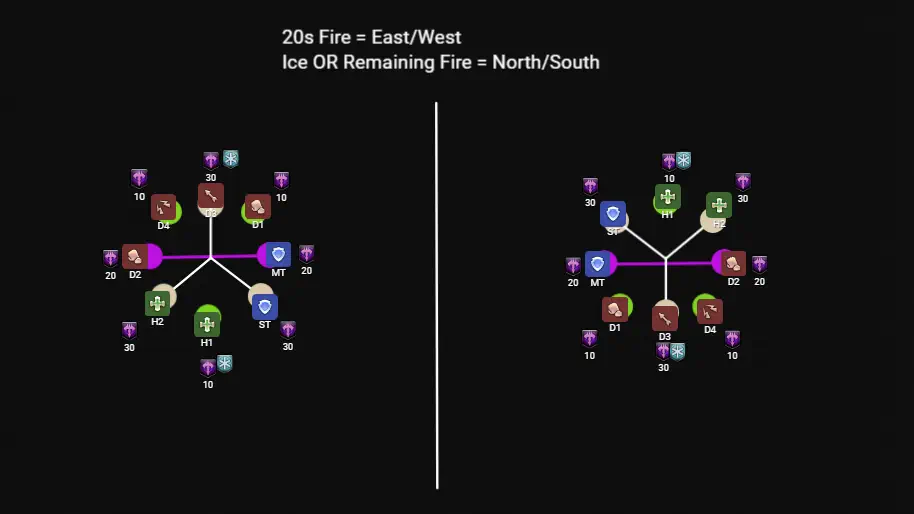 20s Fire = East/West
Ice OR Remaining Fire = North/South
30
10
10
D4
D3
D1
20
D2
MT
20
H2
ST
30
H1
30
10
10
30
30
H1
ST
H2
20
MT
D2
20
D1
D3
D4
10
30
10